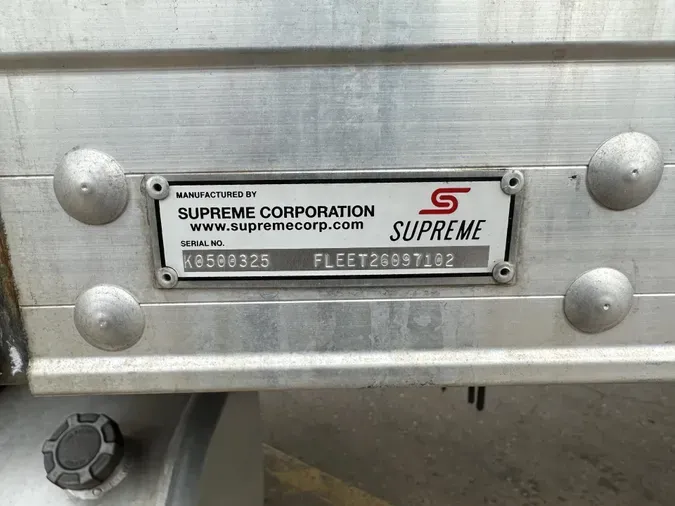 MANUFACTURED BY
SUPREME CORPORATION
www.supremecorp.com
SUPREME
SERIAL NO.
K0500325 FLEET26097102